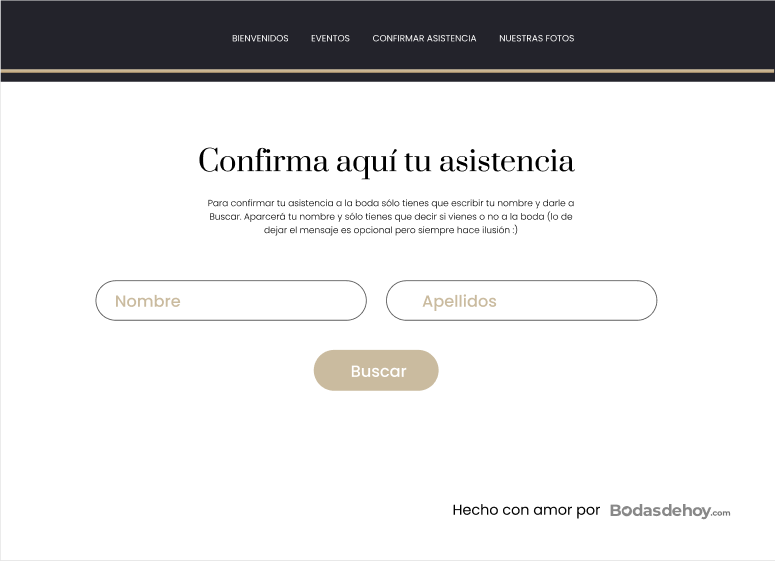 BIENVENIDOS EVENTOS CONFIRMAR ASISTENCIA NUESTRAS FOTOS
Confirma aquí tu asistencia
Para confirmar tu asistencia a la boda sólo tienes que escribir tu nombre y darle a
Buscar. Aparcerá tu nombre y sólo tienes que decir si vienes o no a la boda (lo de
dejar el mensaje es opcional pero siempre hace ilusión :)
Nombre Apellidos
Buscar
Hecho con amor por Bodasdehoy.com